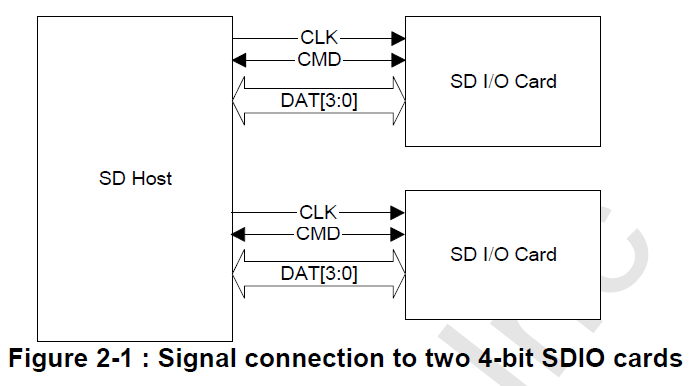 CLK
CMD
DAT[3:0]
SD I/O Card
SD Host
CLK
CMD
DAT[3:0]
SD I/O Card
Figure 2-1 : Signal connection to two 4-bit SDIO cards